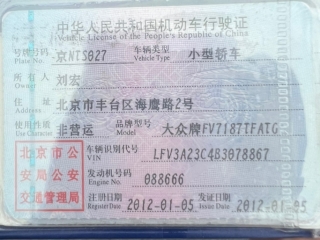 中华人民共和国机动车行驶证
Vehicle License of the People's Republic of China
号牌号码 京NTS027 车辆类型 小型轿车
Plate No. Vehicle Type
所有人 刘宏
Owner
住址 北京市丰台区海鹰路2号
Address
使用性质 非营运 品牌型号 大众牌FV7187TFATG
Use Character Model
北京市公安局公安交通管理局
车辆识别代号 LFV3A23C4B3078867
VIN
发动机号码 088666
Engine No.
注册日期 2012-01-05 发证日期 2012-01-05
Register Date Issue Date